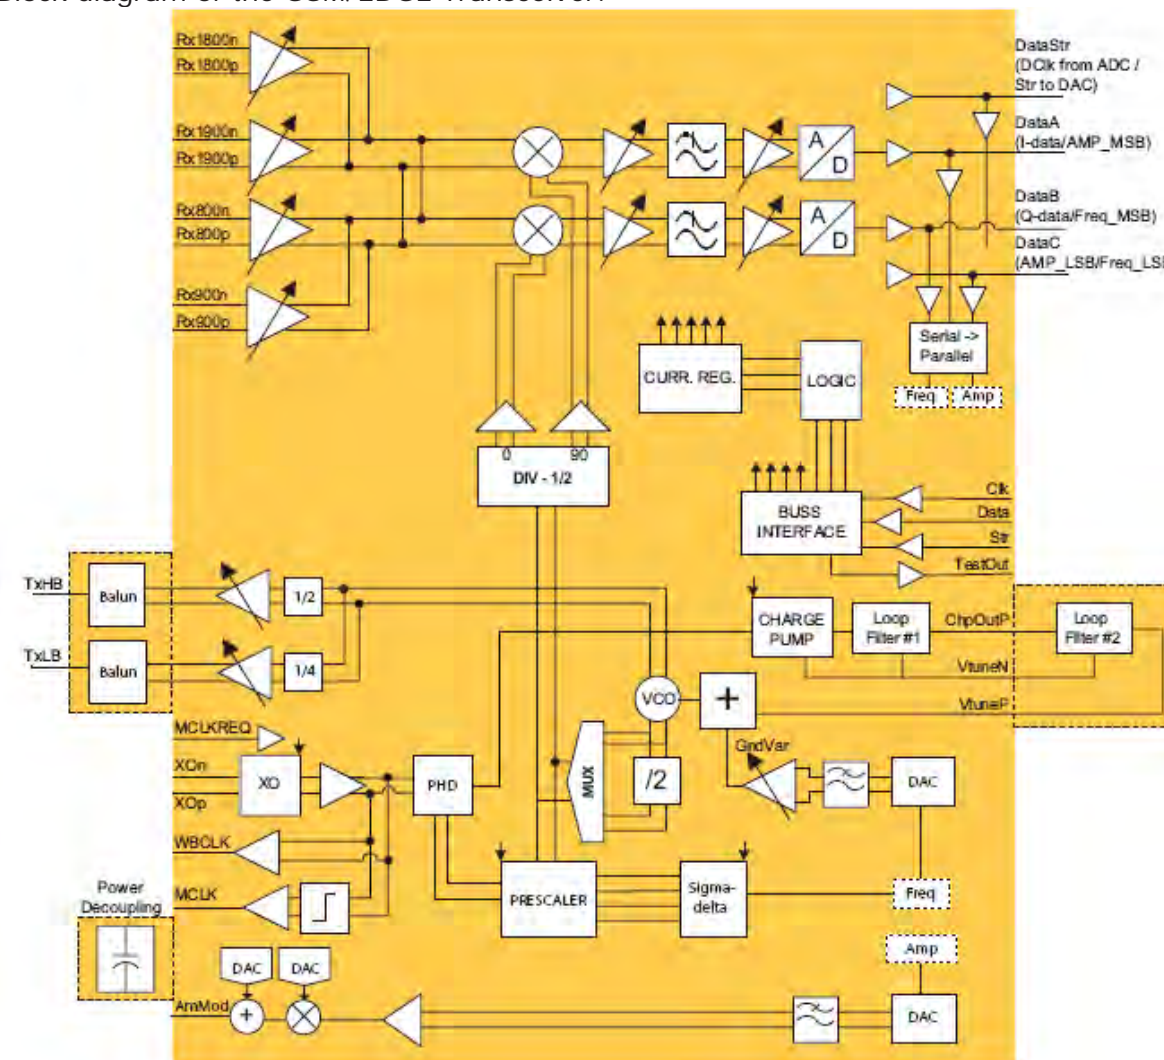 Block diagram of the GSM/EDGE Transceiver.
Rx1800n
Rx1800p
Rx1900n
Rx1900p
Rx800n
Rx800p
Rx900n
Rx900p
A
D
A
D
DataStr
(DClk from ADC /
Str to DAC)
DataA
(I-data/AMP_MSB)
DataB
(Q-data/Freq_MSB)
DataC
(AMP_LSB/Freq_LSB
Serial ->
Parallel
Freq
Amp
CURR. REG.
LOGIC
0
90
DIV - 1/2
BUSS
INTERFACE
Clk
Data
Str
TestOut
TxHB
Balun
1/2
TxLB
Balun
1/4
CHARGE
PUMP
Loop
Filter #1
ChpOutP
Loop
Filter #2
VtuneN
VtuneP
VCO
+
MCLKREQ
XOn
XO
XOp
PHD
MUX
/2
GndVar
DAC
WBCLK
MCLK
PRESCALER
Sigma-
delta
Freq
Power
Decoupling
Amp
DAC
DAC
AmMod
+
DAC